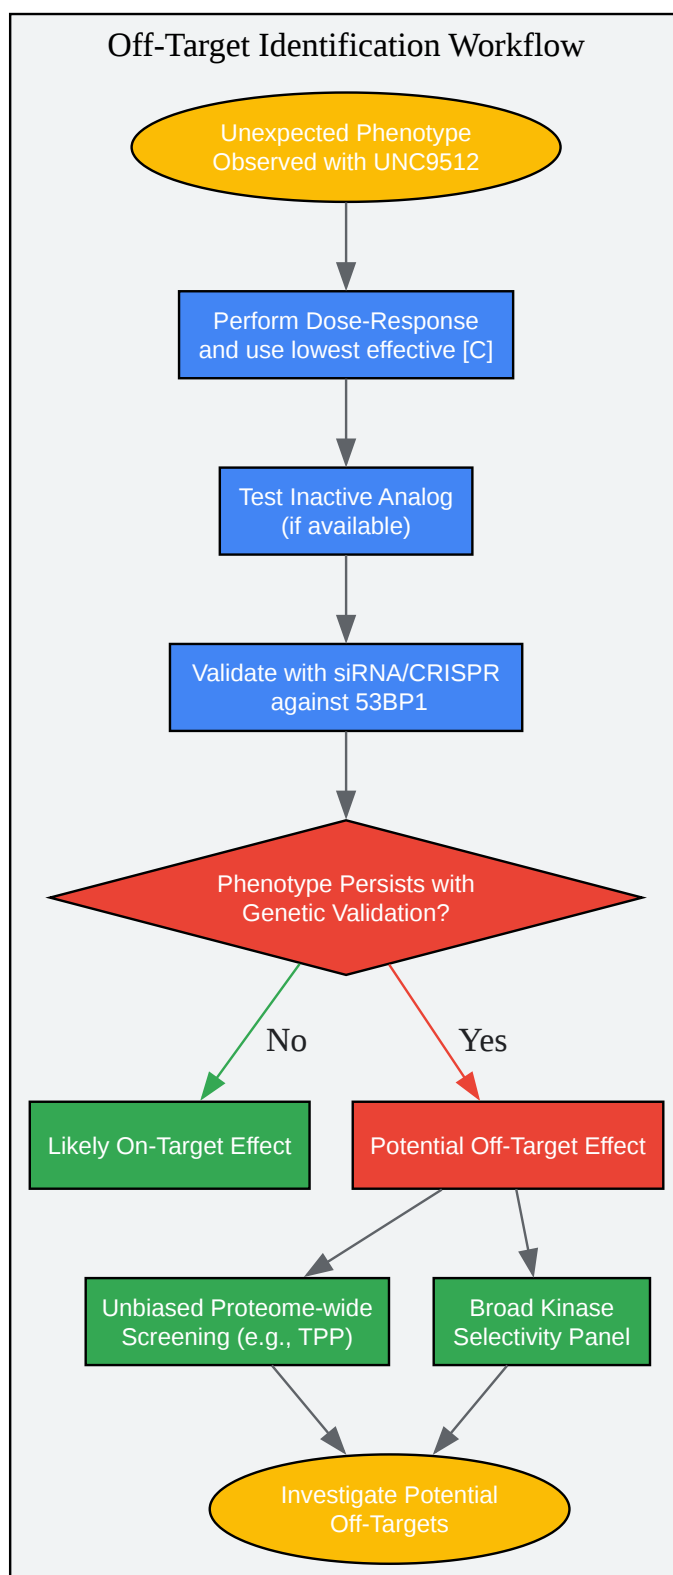 Off-Target Identification Workflow
Unexpected Phenotype
Observed with UNC9512
Perform Dose-Response
and use lowest effective [C]
Test Inactive Analog
(if available)
Validate with siRNA/CRISPR
against 53BP1
Phenotype Persists with
Genetic Validation?
No
Yes
Likely On-Target Effect
Potential Off-Target Effect
Unbiased Proteome-wide
Screening (e.g., TPP)
Broad Kinase
Selectivity Panel
Investigate Potential
Off-Targets